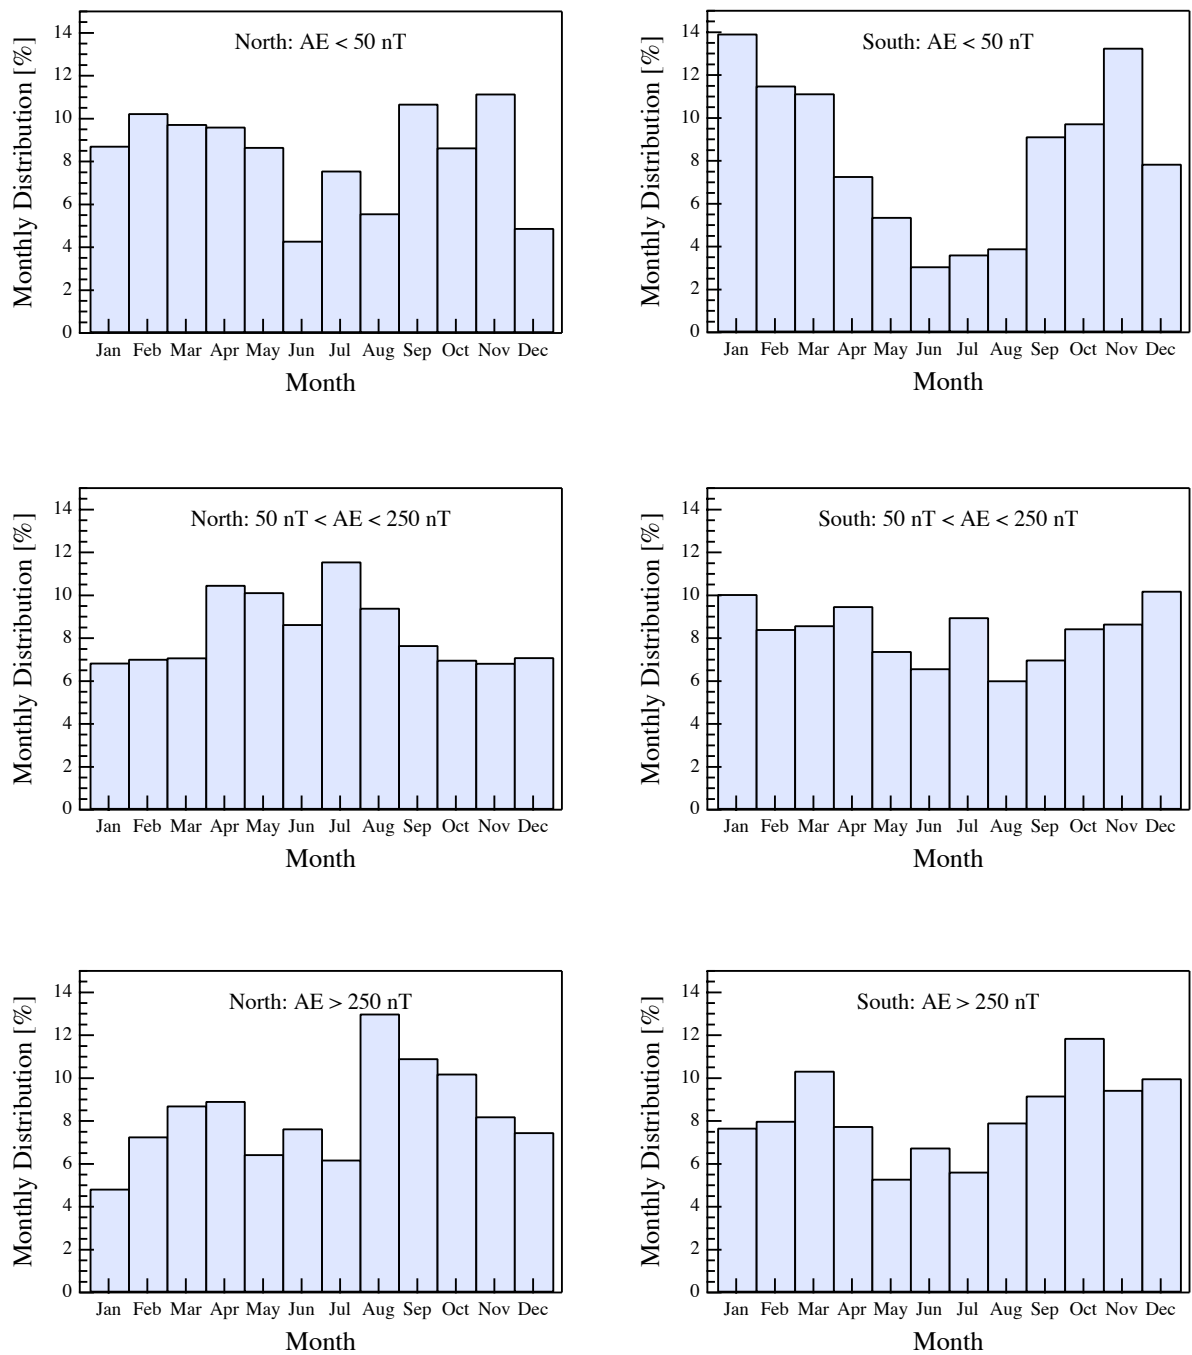 North: AE < 50 nT
Monthly Distribution [%]
14
12
10
8
6
4
2
0
Jan Feb Mar Apr May Jun Jul Aug Sep Oct Nov Dec
Month
South: AE < 50 nT
Monthly Distribution [%]
14
12
10
8
6
4
2
0
Jan Feb Mar Apr May Jun Jul Aug Sep Oct Nov Dec
Month
North: 50 nT < AE < 250 nT
Monthly Distribution [%]
14
12
10
8
6
4
2
0
Jan Feb Mar Apr May Jun Jul Aug Sep Oct Nov Dec
Month
South: 50 nT < AE < 250 nT
Monthly Distribution [%]
14
12
10
8
6
4
2
0
Jan Feb Mar Apr May Jun Jul Aug Sep Oct Nov Dec
Month
North: AE > 250 nT
Monthly Distribution [%]
14
12
10
8
6
4
2
0
Jan Feb Mar Apr May Jun Jul Aug Sep Oct Nov Dec
Month
South: AE > 250 nT
Monthly Distribution [%]
14
12
10
8
6
4
2
0
Jan Feb Mar Apr May Jun Jul Aug Sep Oct Nov Dec
Month